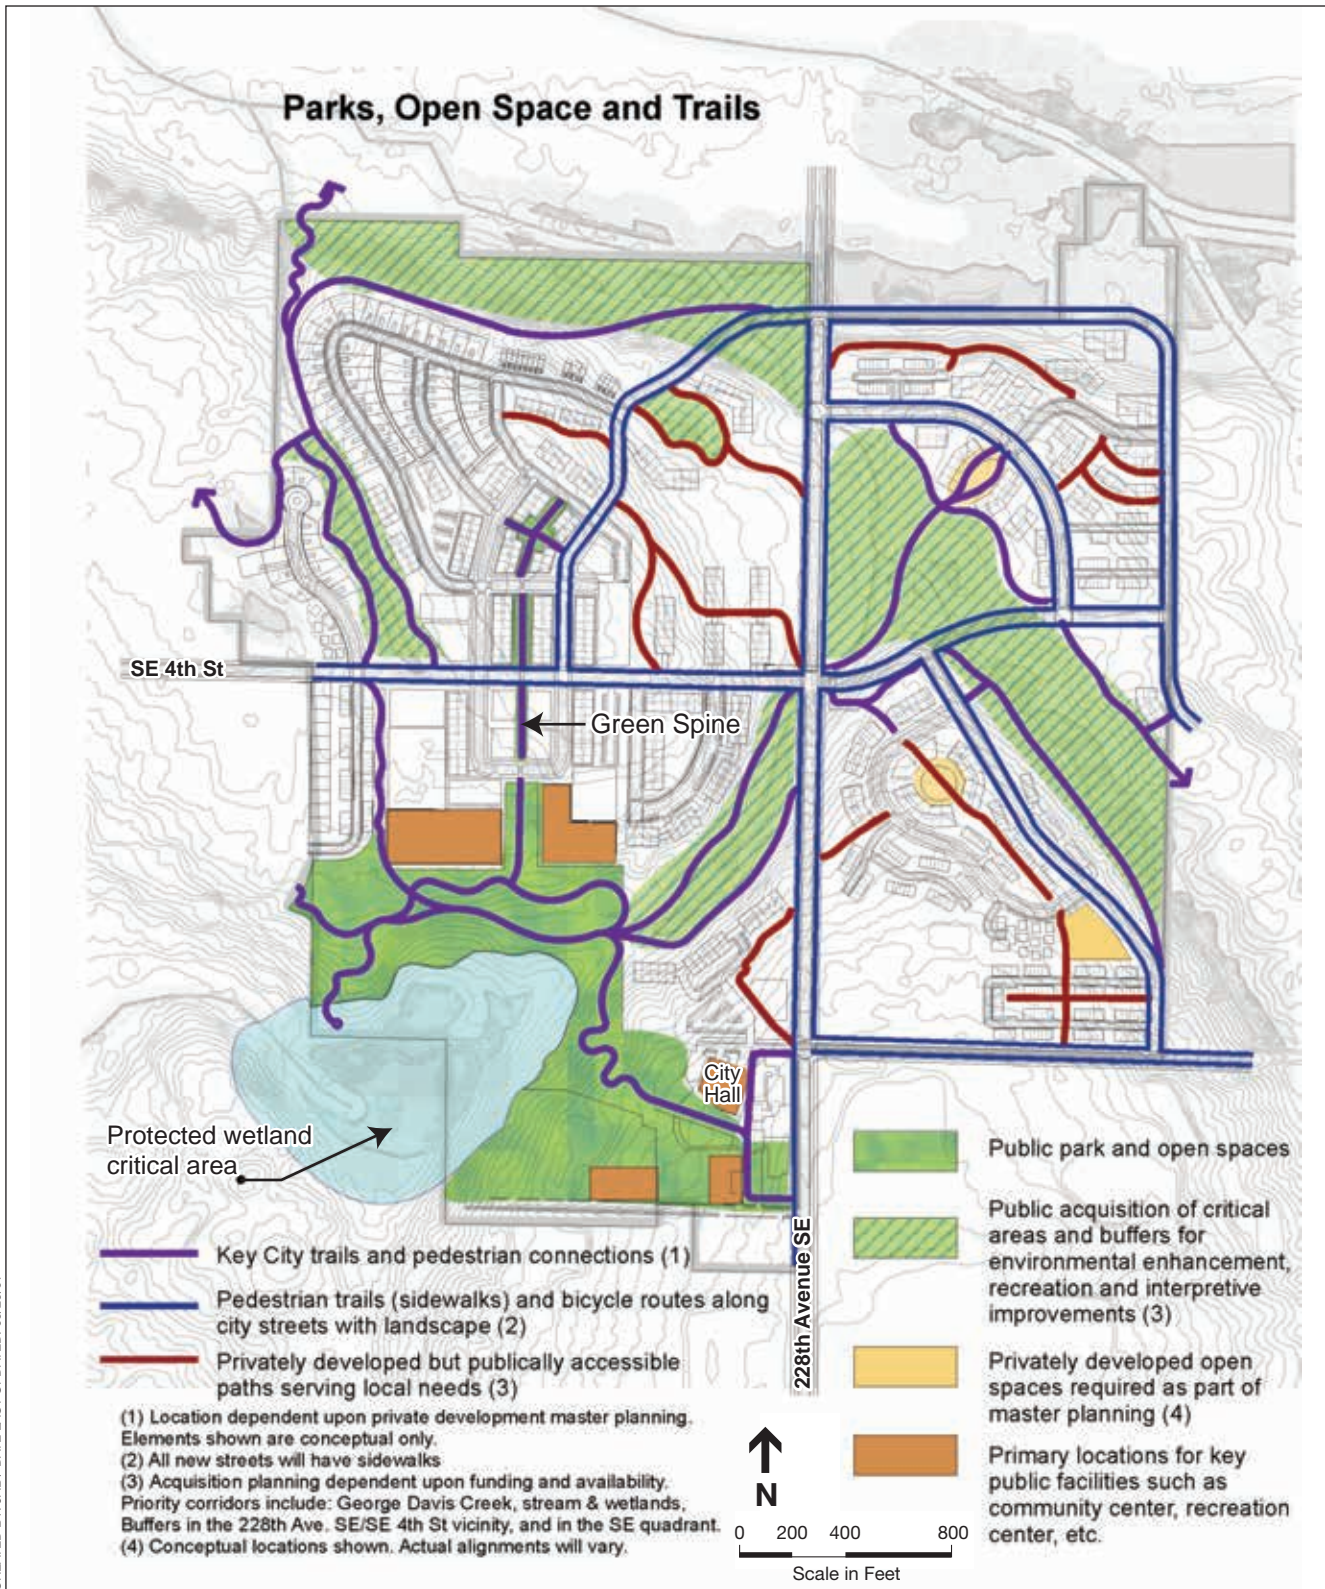 Parks, Open Space and Trails
SE 4th St
Green Spine
City
Hall
Protected wetland
critical area
228th Avenue SE
Key City trails and pedestrian connections (1)
Pedestrian trails (sidewalks) and bicycle routes along
city streets with landscape (2)
Privately developed but publically accessible
paths serving local needs (3)
(1) Location dependent upon private development master planning.
Elements shown are conceptual only.
(2) All new streets will have sidewalks
(3) Acquisition planning dependent upon funding and availability.
Priority corridors include: George Davis Creek, stream & wetlands,
Buffers in the 228th Ave. SE/SE 4th St vicinity, and in the SE quadrant.
(4) Conceptual locations shown. Actual alignments will vary.
Public park and open spaces
Public acquisition of critical
areas and buffers for
environmental enhancement,
recreation and interpretive
improvements (3)
Privately developed open
spaces required as part of
master planning (4)
Primary locations for key
public facilities such as
community center, recreation
center, etc.
N
0 200 400 800
Scale in Feet